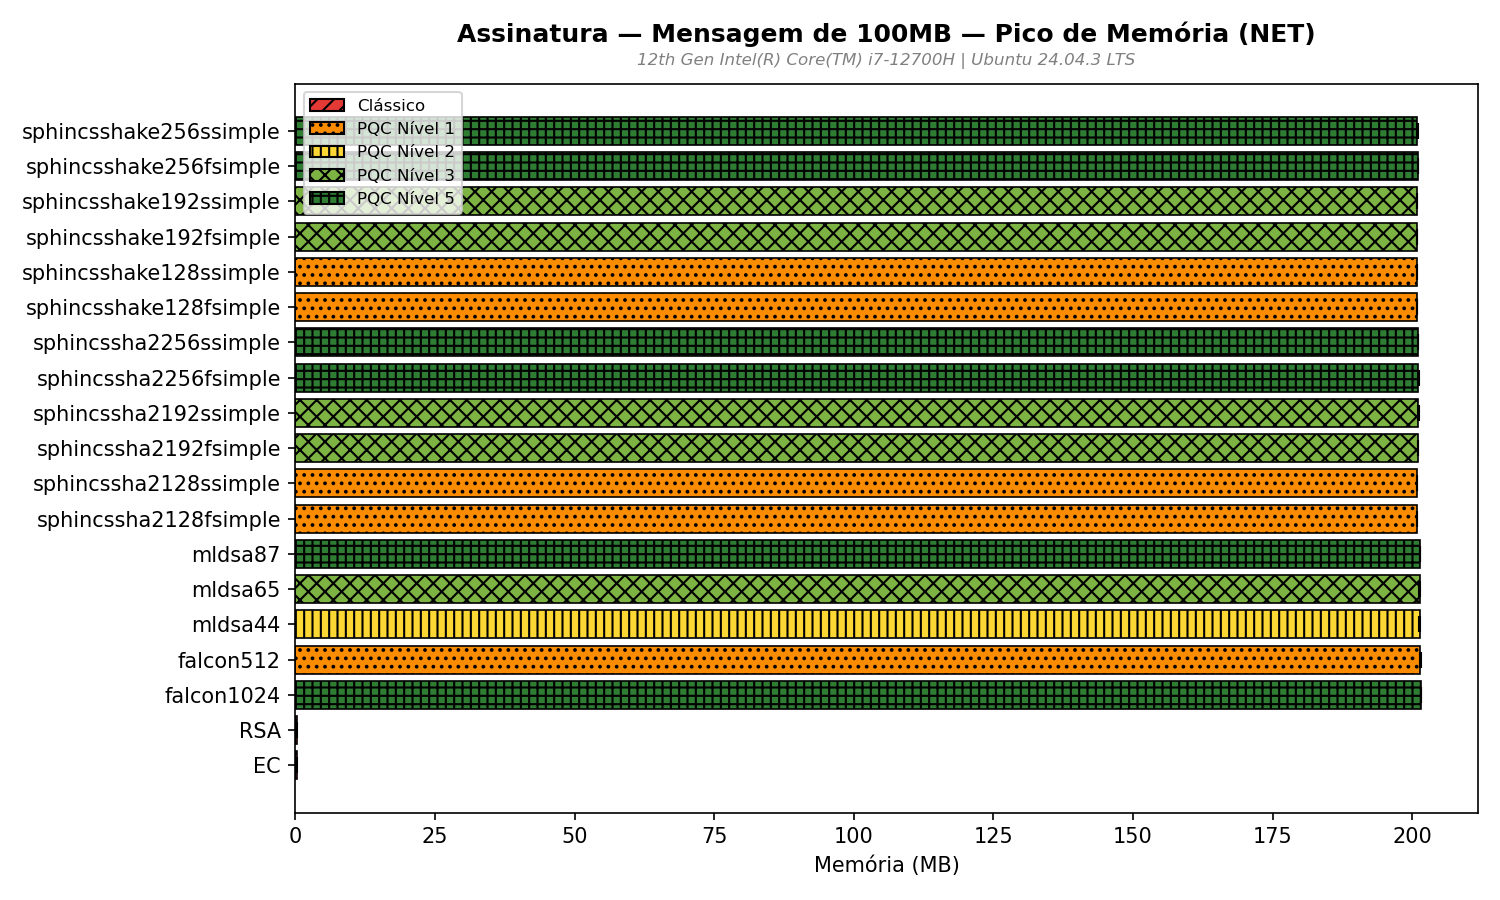 Assinatura — Mensagem de 100MB — Pico de Memória (NET)
12th Gen Intel(R) Core(TM) i7-12700H | Ubuntu 24.04.3 LTS
Clássico
PQC Nível 1
PQC Nível 2
PQC Nível 3
PQC Nível 5
sphincsshake256ssimple
sphincsshake256fsimple
sphincsshake192ssimple
sphincsshake192fsimple
sphincsshake128ssimple
sphincsshake128fsimple
sphincssha2256ssimple
sphincssha2256fsimple
sphincssha2192ssimple
sphincssha2192fsimple
sphincssha2128ssimple
sphincssha2128fsimple
mldsa87
mldsa65
mldsa44
falcon512
falcon1024
RSA
EC
0 25 50 75 100 125 150 175 200
Memória (MB)